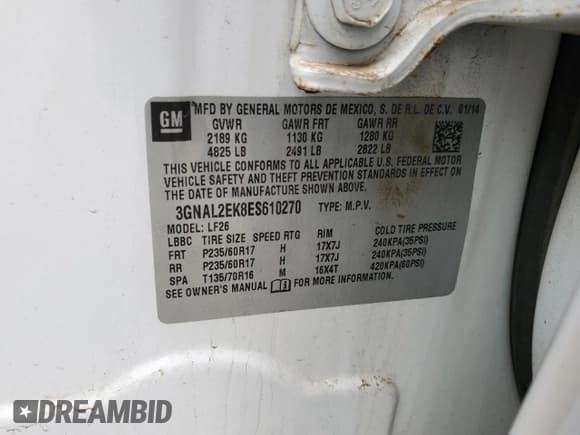 GM MFD BY GENERAL MOTORS DE MEXICO, S. DE R.L. DE C.V. 01/14
GVWR GAWR FRT GAWR RR
2189 KG 1130 KG 1280 KG
4825 LB 2491 LB 2822 LB
THIS VEHICLE CONFORMS TO ALL APPLICABLE U.S. FEDERAL MOTOR
VEHICLE SAFETY AND THEFT PREVENTION STANDARDS IN EFFECT ON
THE DATE OF MANUFACTURE SHOWN ABOVE.
3GNAL2EK8ES610270 TYPE: M.P.V.
MODEL: LF26
LBBC TIRE SIZE SPEED RTG RIM COLD TIRE PRESSURE
FRT P235/60R17 H 17X7J 240KPA(35PSI)
RR P235/60R17 H 17X7J 240KPA(35PSI)
SPA T135/70R16 M 16X4T 420KPA(60PSI)
SEE OWNER'S MANUAL FOR MORE INFORMATION.
DREAMBID